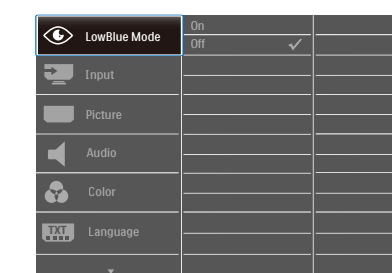 LowBlue Mode
On
Off
Input
Picture
Audio
Color
TXT
Language